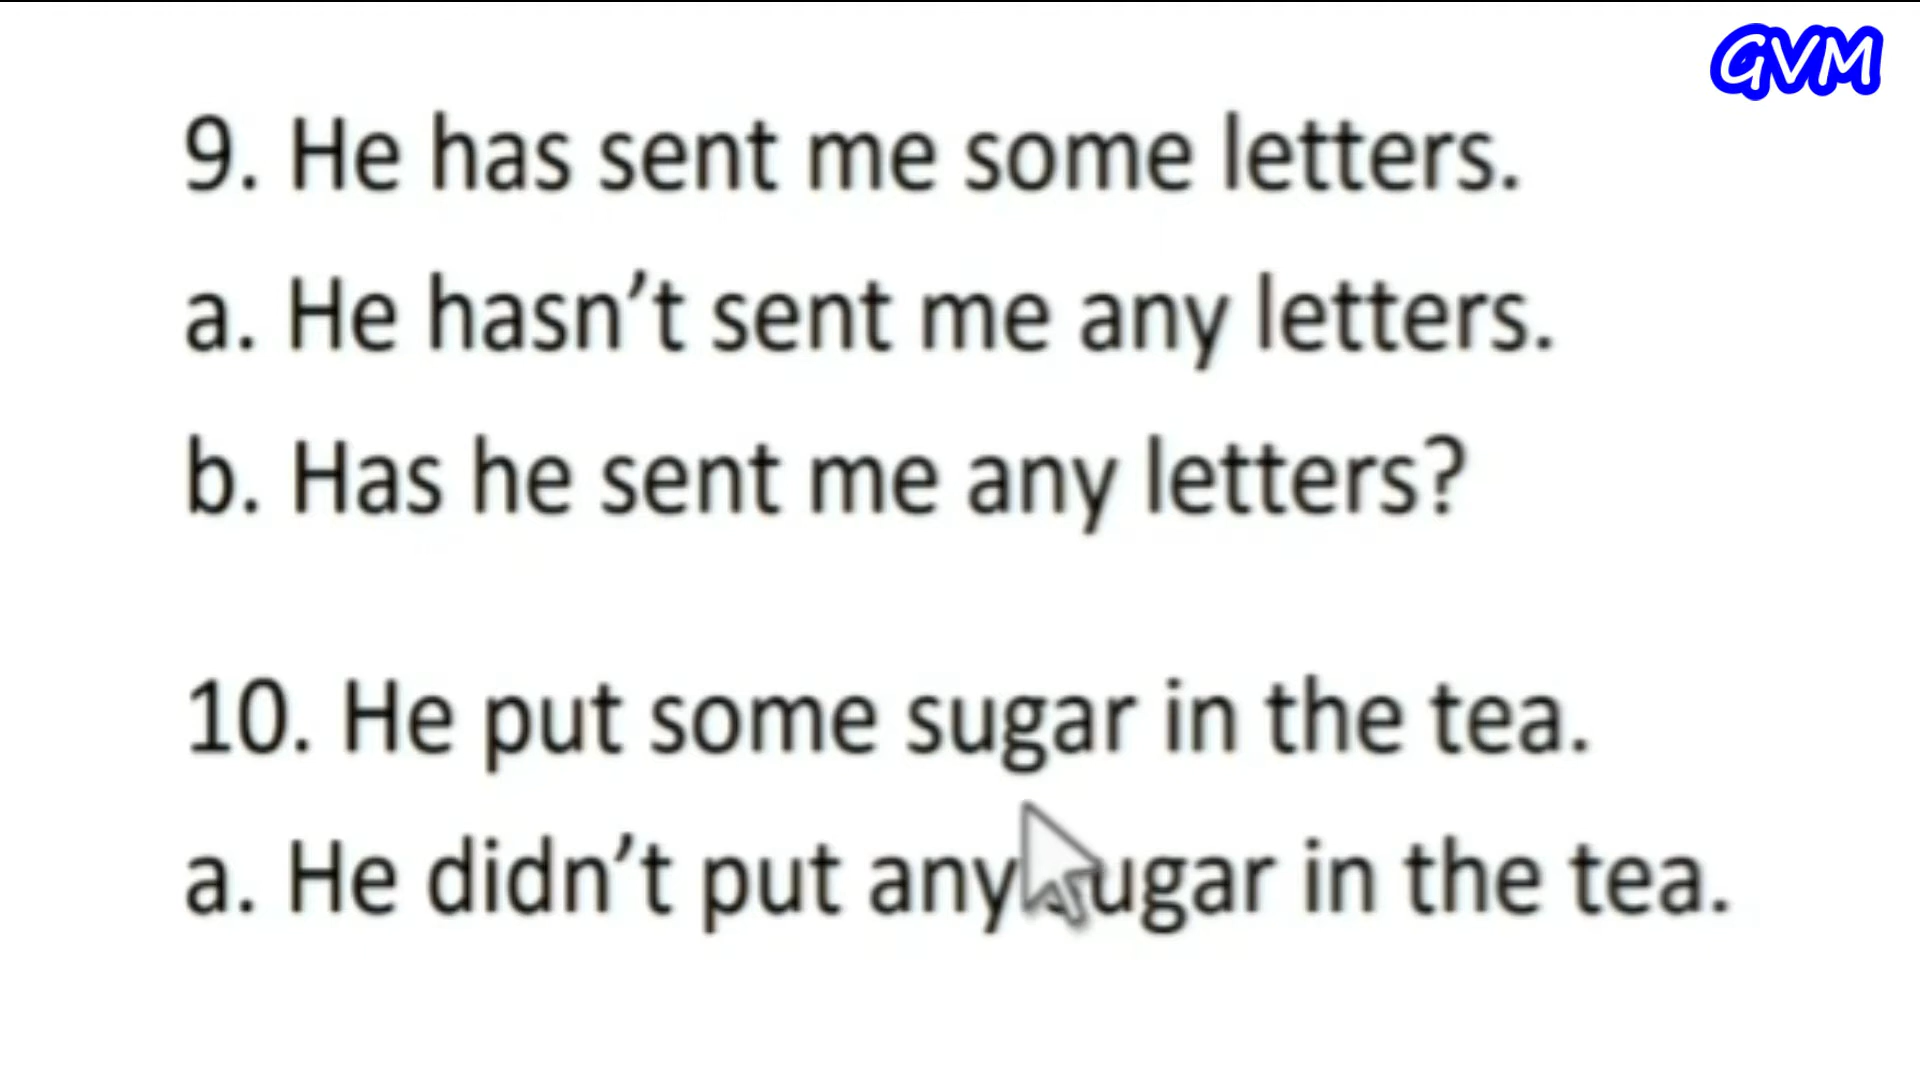 GVM
9. He has sent me some letters.
a. He hasn’t sent me any letters.
b. Has he sent me any letters?
10. He put some sugar in the tea.
a. He didn’t put any sugar in the tea.